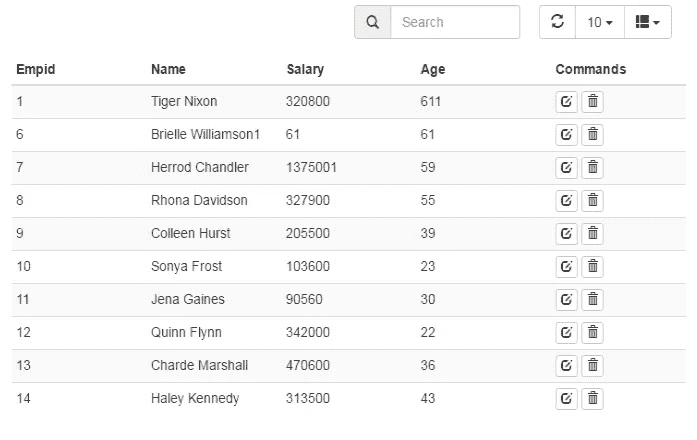 Search 10
Empid Name Salary Age Commands
1 Tiger Nixon 320800 611
6 Brielle Williamson1 61 61
7 Herrod Chandler 1375001 59
8 Rhona Davidson 327900 55
9 Colleen Hurst 205500 39
10 Sonya Frost 103600 23
11 Jena Gaines 90560 30
12 Quinn Flynn 342000 22
13 Charde Marshall 470600 36
14 Haley Kennedy 313500 43